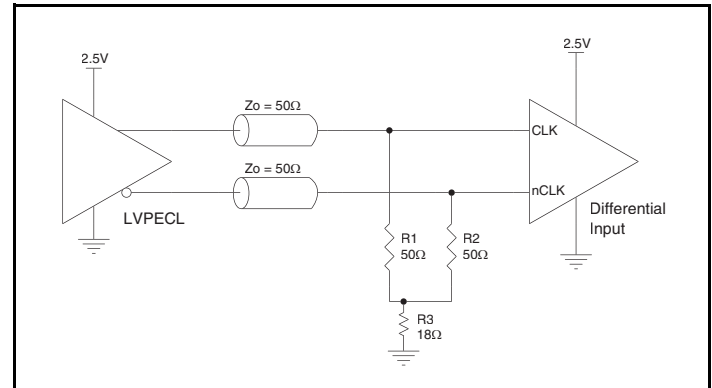 2.5V
2.5V
Zo = 50Ω
CLK
Zo = 50Ω
nCLK
LVPECL
Differential
Input
R1
50Ω
R2
50Ω
R3
18Ω